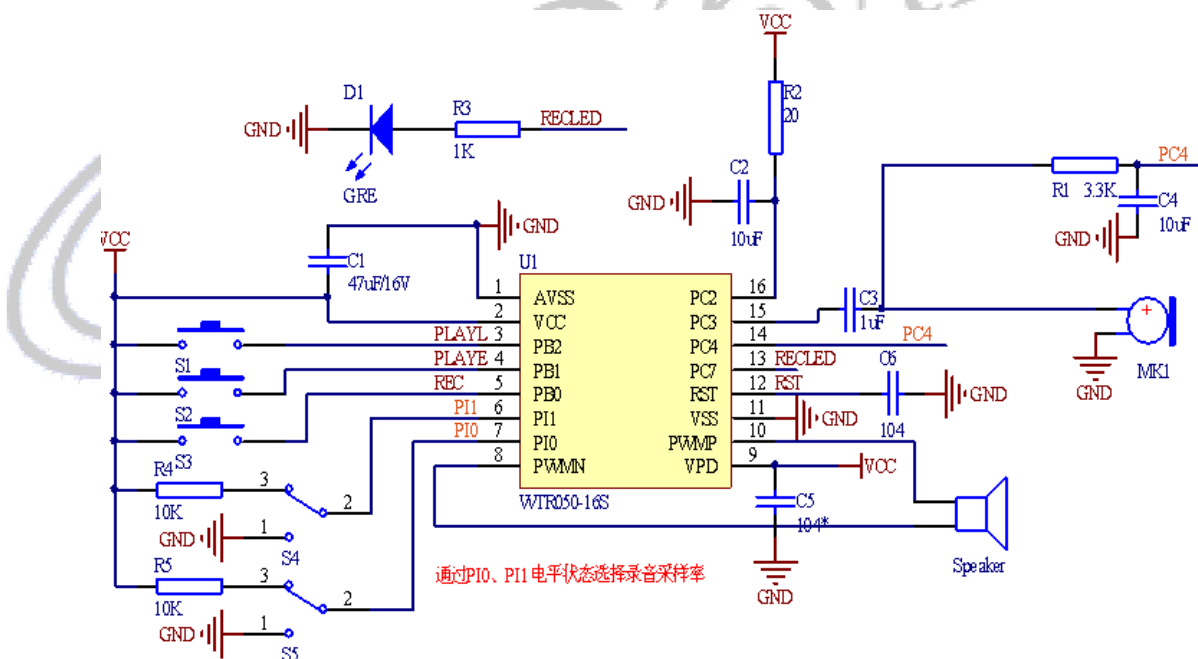 VCC
R2
20
D1
GND
R3
1K
RECLED
GRE
C2
GND
10uF
PC4
R1 3.3K
C4
10uF
GND
VCC
GND
C1
47uF/16V
U1
1 AVSS
2 VCC
PLAYL 3 PB2
PLAYE 4 PB1
REC 5 PB0
PI1 6 PI1
PI0 7 PI0
8 PWMN
PC2 16
PC3 15
PC4 14
PC7 13 RECLED
RST 12 RST
VSS 11 GND
PWMP 10
VPD 9 VCC
WTR050-16S
C3
1uF
PC4
C6
104
GND
MK1
GND
S1
S2
S3
R4
10K
3
2
GND 1
S4
R5
10K
3
2
GND 1
S5
C5
104*
GND
Speaker
通过PI0、PI1电平状态选择录音采样率